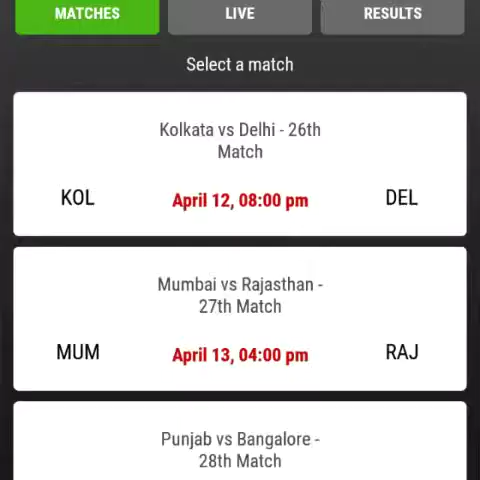 MATCHES LIVE RESULTS
Select a match
Kolkata vs Delhi - 26th
Match
KOL April 12, 08:00 pm DEL
Mumbai vs Rajasthan -
27th Match
MUM April 13, 04:00 pm RAJ
Punjab vs Bangalore -
28th Match